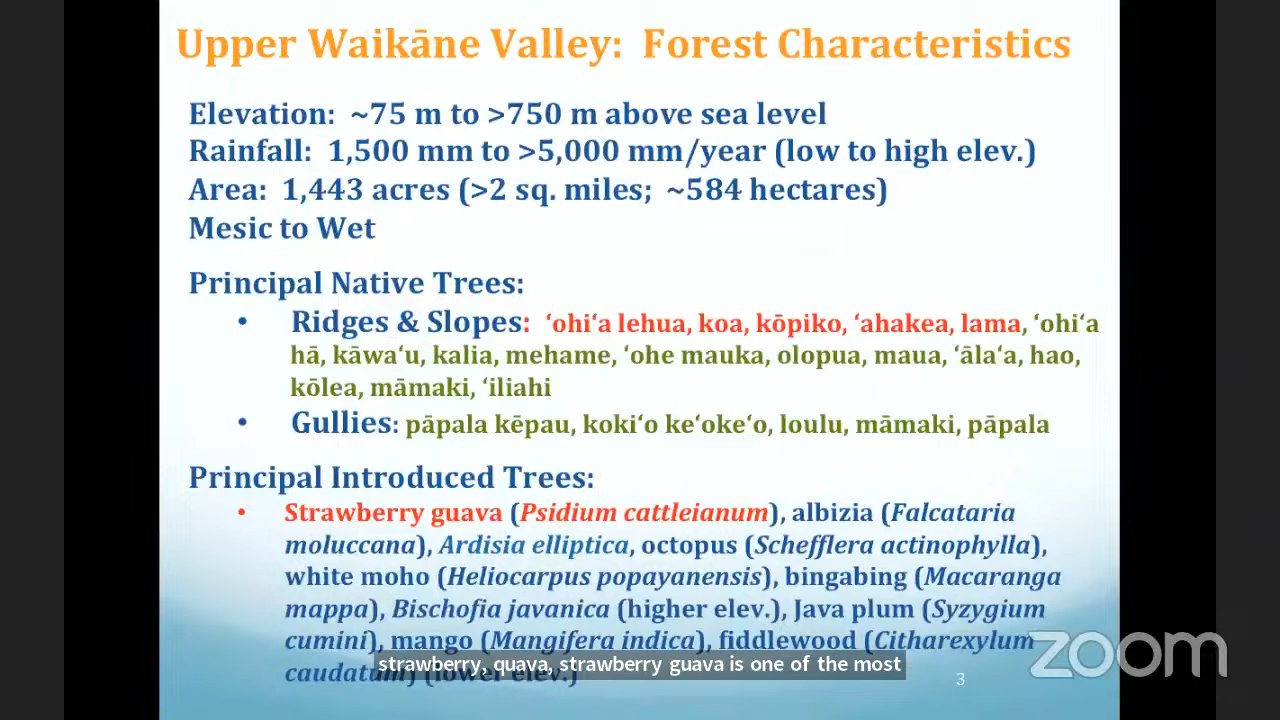 Upper Waikāne Valley:  Forest Characteristics
Elevation:  ~75 m to >750 m above sea level
Rainfall:  1,500 mm to >5,000 mm/year (low to high elev.)
Area:  1,443 acres (>2 sq. miles;  ~584 hectares)
Mesic to Wet
Principal Native Trees:
• Ridges & Slopes:  ʻohiʻa lehua, koa, kōpiko, ʻahakea, lama, ʻohiʻa
hā, kāwaʻu, kalia, mehame, ʻohe mauka, olopua, maua, ʻālaʻa, hao,
kōlea, māmaki, ʻiliahi
• Gullies: pāpala kēpau, kokiʻo keʻokeʻo, loulu, māmaki, pāpala
Principal Introduced Trees:
• Strawberry guava (Psidium cattleianum), albizia (Falcataria
moluccana), Ardisia elliptica, octopus (Schefflera actinophylla),
white moho (Heliocarpus popayanensis), bingabing (Macaranga
mappa), Bischofia javanica (higher elev.), Java plum (Syzygium
cumini), mango (Mangifera indica), fiddlewood (Citharexylum
caudatum) (lower elev.)
strawberry, quava, strawberry guava is one of the most
3
zoom